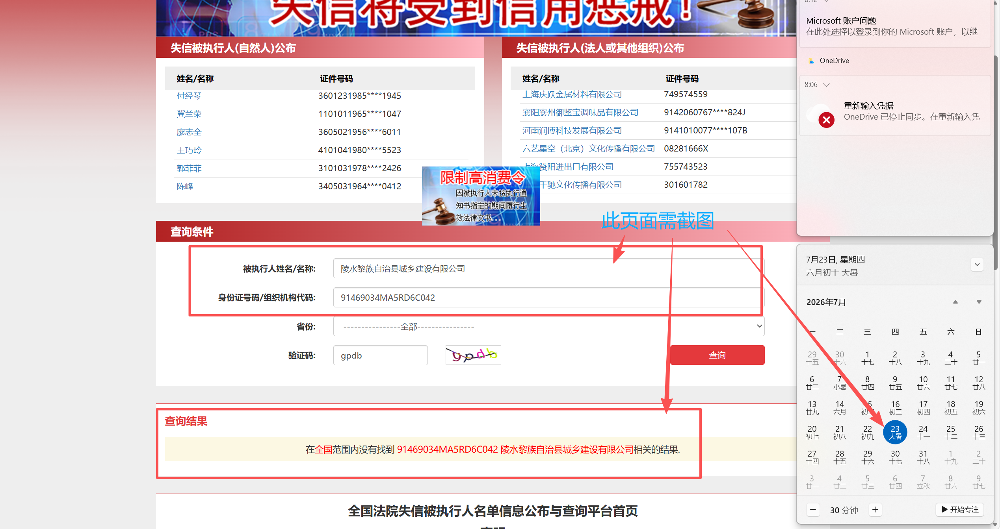 失信将受到信用惩戒！
失信被执行人(自然人)公布
姓名/名称 证件号码
付经琴 3601231985****1945
冀兰荣 1101011965****1047
廖志全 3605021956****6011
王巧玲 4101041980****5523
郭菲菲 3101031978****2426
陈峰 3405031964****0412
失信被执行人(法人或其他组织)公布
姓名/名称 证件号码
上海庆跃金属材料有限公司 749574559
襄阳襄州御鉴宝调味品有限公司 9142060767****824J
河南润博科技发展有限公司 9141010077****107B
六艺星空（北京）文化传播有限公司 08281666X
上海赞阳进出口有限公司 755743523
千驰文化传播有限公司 301601782
限制高消费令
因被执行人未按执行通
知书指定的期间履行生
效法律文书...
此页面需截图
查询条件
被执行人姓名/名称: 陵水黎族自治县城乡建设有限公司
身份证号码/组织机构代码: 91469034MA5RD6C042
省份: ----------------全部----------------
验证码: gpdb gpdb 查询
查询结果
在全国范围内没有找到 91469034MA5RD6C042 陵水黎族自治县城乡建设有限公司相关的结果.
全国法院失信被执行人名单信息公布与查询平台首页
8:12
Microsoft 账户问题
在此处选择以登录到你的 Microsoft 账户，以继
OneDrive
8:06
重新输入凭据
OneDrive 已停止同步。在重新输入凭
7月23日, 星期四
六月初十 大暑
2026年7月
一 二 三 四 五 六 日
29 30 1 2 3 4 5
十五 十六 十七 十八 十九 二十 廿一
6 7 8 9 10 11 12
廿二 小暑 廿四 廿五 廿六 廿七 廿八
13 14 15 16 17 18 19
廿九 六月 初二 初三 初四 初五 初六
20 21 22 23 24 25 26
初七 初八 初九 大暑 十一 十二 十三
27 28 29 30 31 1 2
十四 十五 十六 十七 十八 十九 二十
3 4 5 6 7 8 9
廿一 廿二 廿三 廿四 立秋 廿六 廿七
30 分钟
开始专注